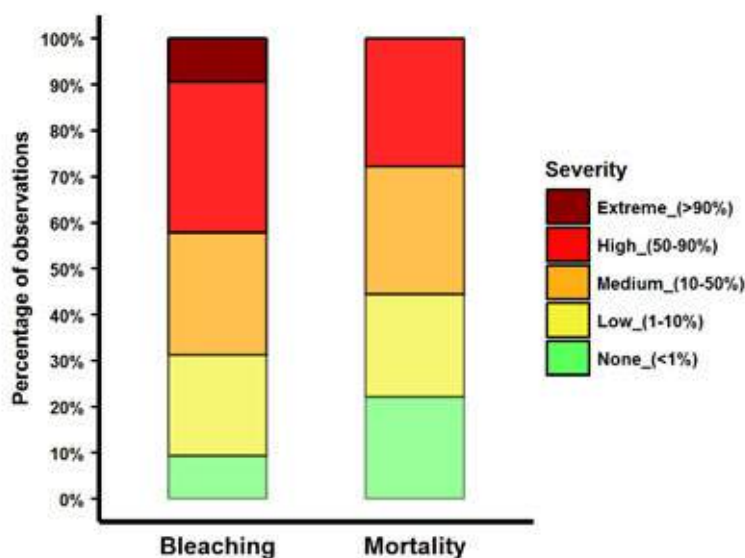 Percentage of observations
100%
90%
80%
70%
60%
50%
40%
30%
20%
10%
0%
Bleaching Mortality
Severity
Extreme_(>90%)
High_(50-90%)
Medium_(10-50%)
Low_(1-10%)
None_(<1%)